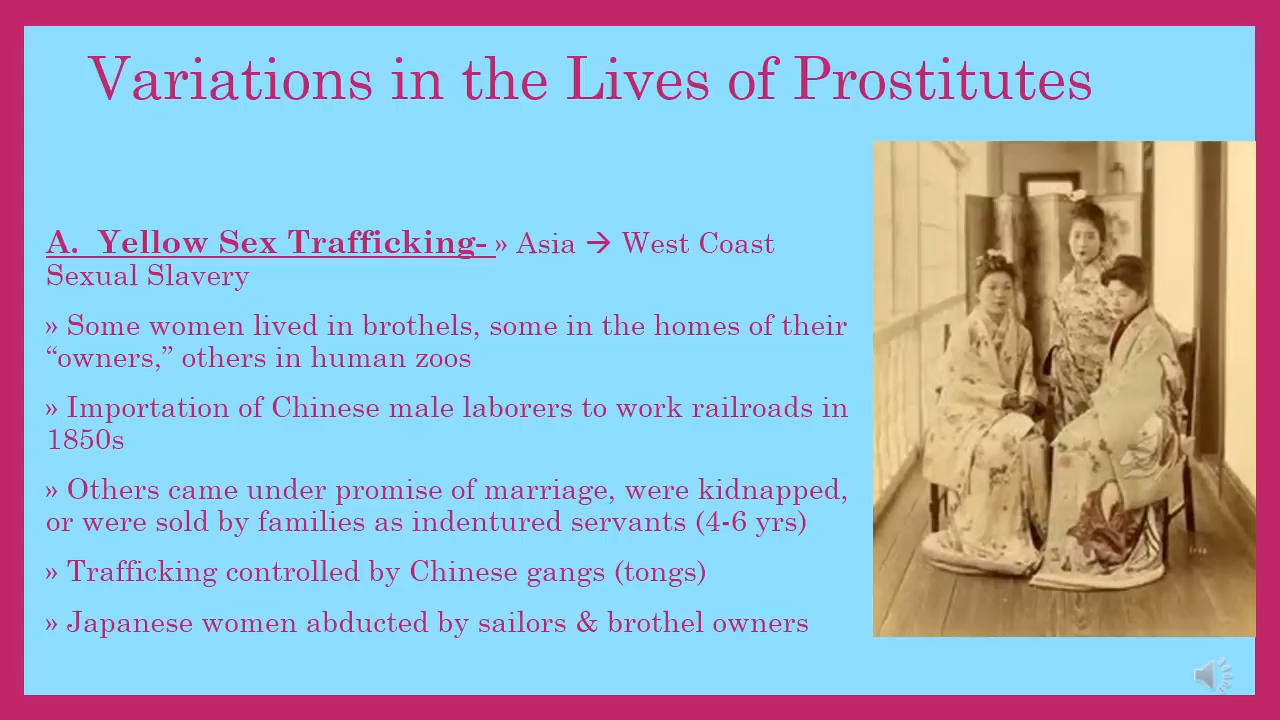 Variations in the Lives of Prostitutes
A. Yellow Sex Trafficking- » Asia → West Coast
Sexual Slavery
» Some women lived in brothels, some in the homes of their
“owners,” others in human zoos
» Importation of Chinese male laborers to work railroads in
1850s
» Others came under promise of marriage, were kidnapped,
or were sold by families as indentured servants (4-6 yrs)
» Trafficking controlled by Chinese gangs (tongs)
» Japanese women abducted by sailors & brothel owners